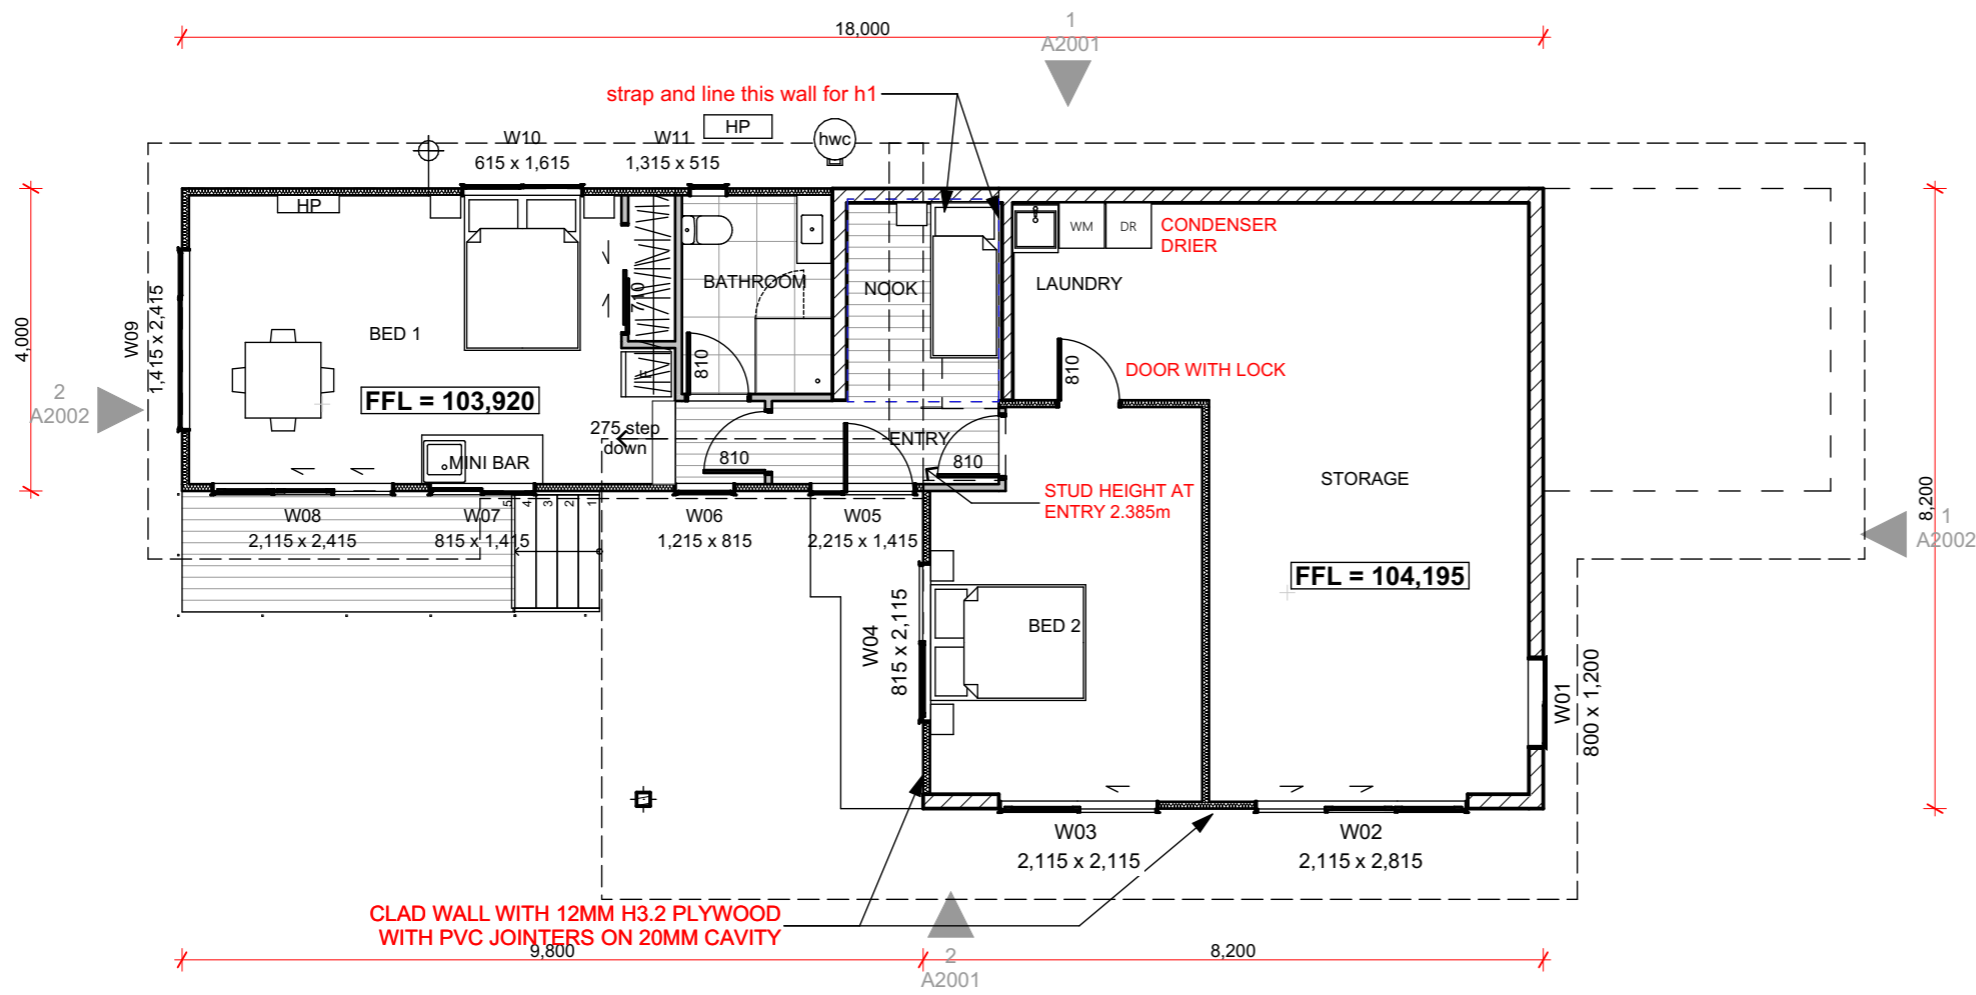 18,000
1
A2001
strap and line this wall for h1
HP
hwc
W10
615 x 1,615
W11
1,315 x 515
HP
WM
DR
CONDENSER
DRIER
BATHROOM
NOOK
LAUNDRY
710
W09
1,415 x 2,415
4,000
BED 1
810
810
DOOR WITH LOCK
2
A2002
FFL = 103,920
275 step
down
ENTRY
MINI BAR
810
810
STORAGE
STUD HEIGHT AT
ENTRY 2.385m
8,200
1
A2002
5
4
3
2
1
W08
2,115 x 2,415
W07
815 x 1,415
W06
1,215 x 815
W05
2,215 x 1,415
FFL = 104,195
W04
815 x 2,115
BED 2
W01
800 x 1,200
W03
2,115 x 2,115
W02
2,115 x 2,815
CLAD WALL WITH 12MM H3.2 PLYWOOD
WITH PVC JOINTERS ON 20MM CAVITY
9,800
2
A2001
8,200